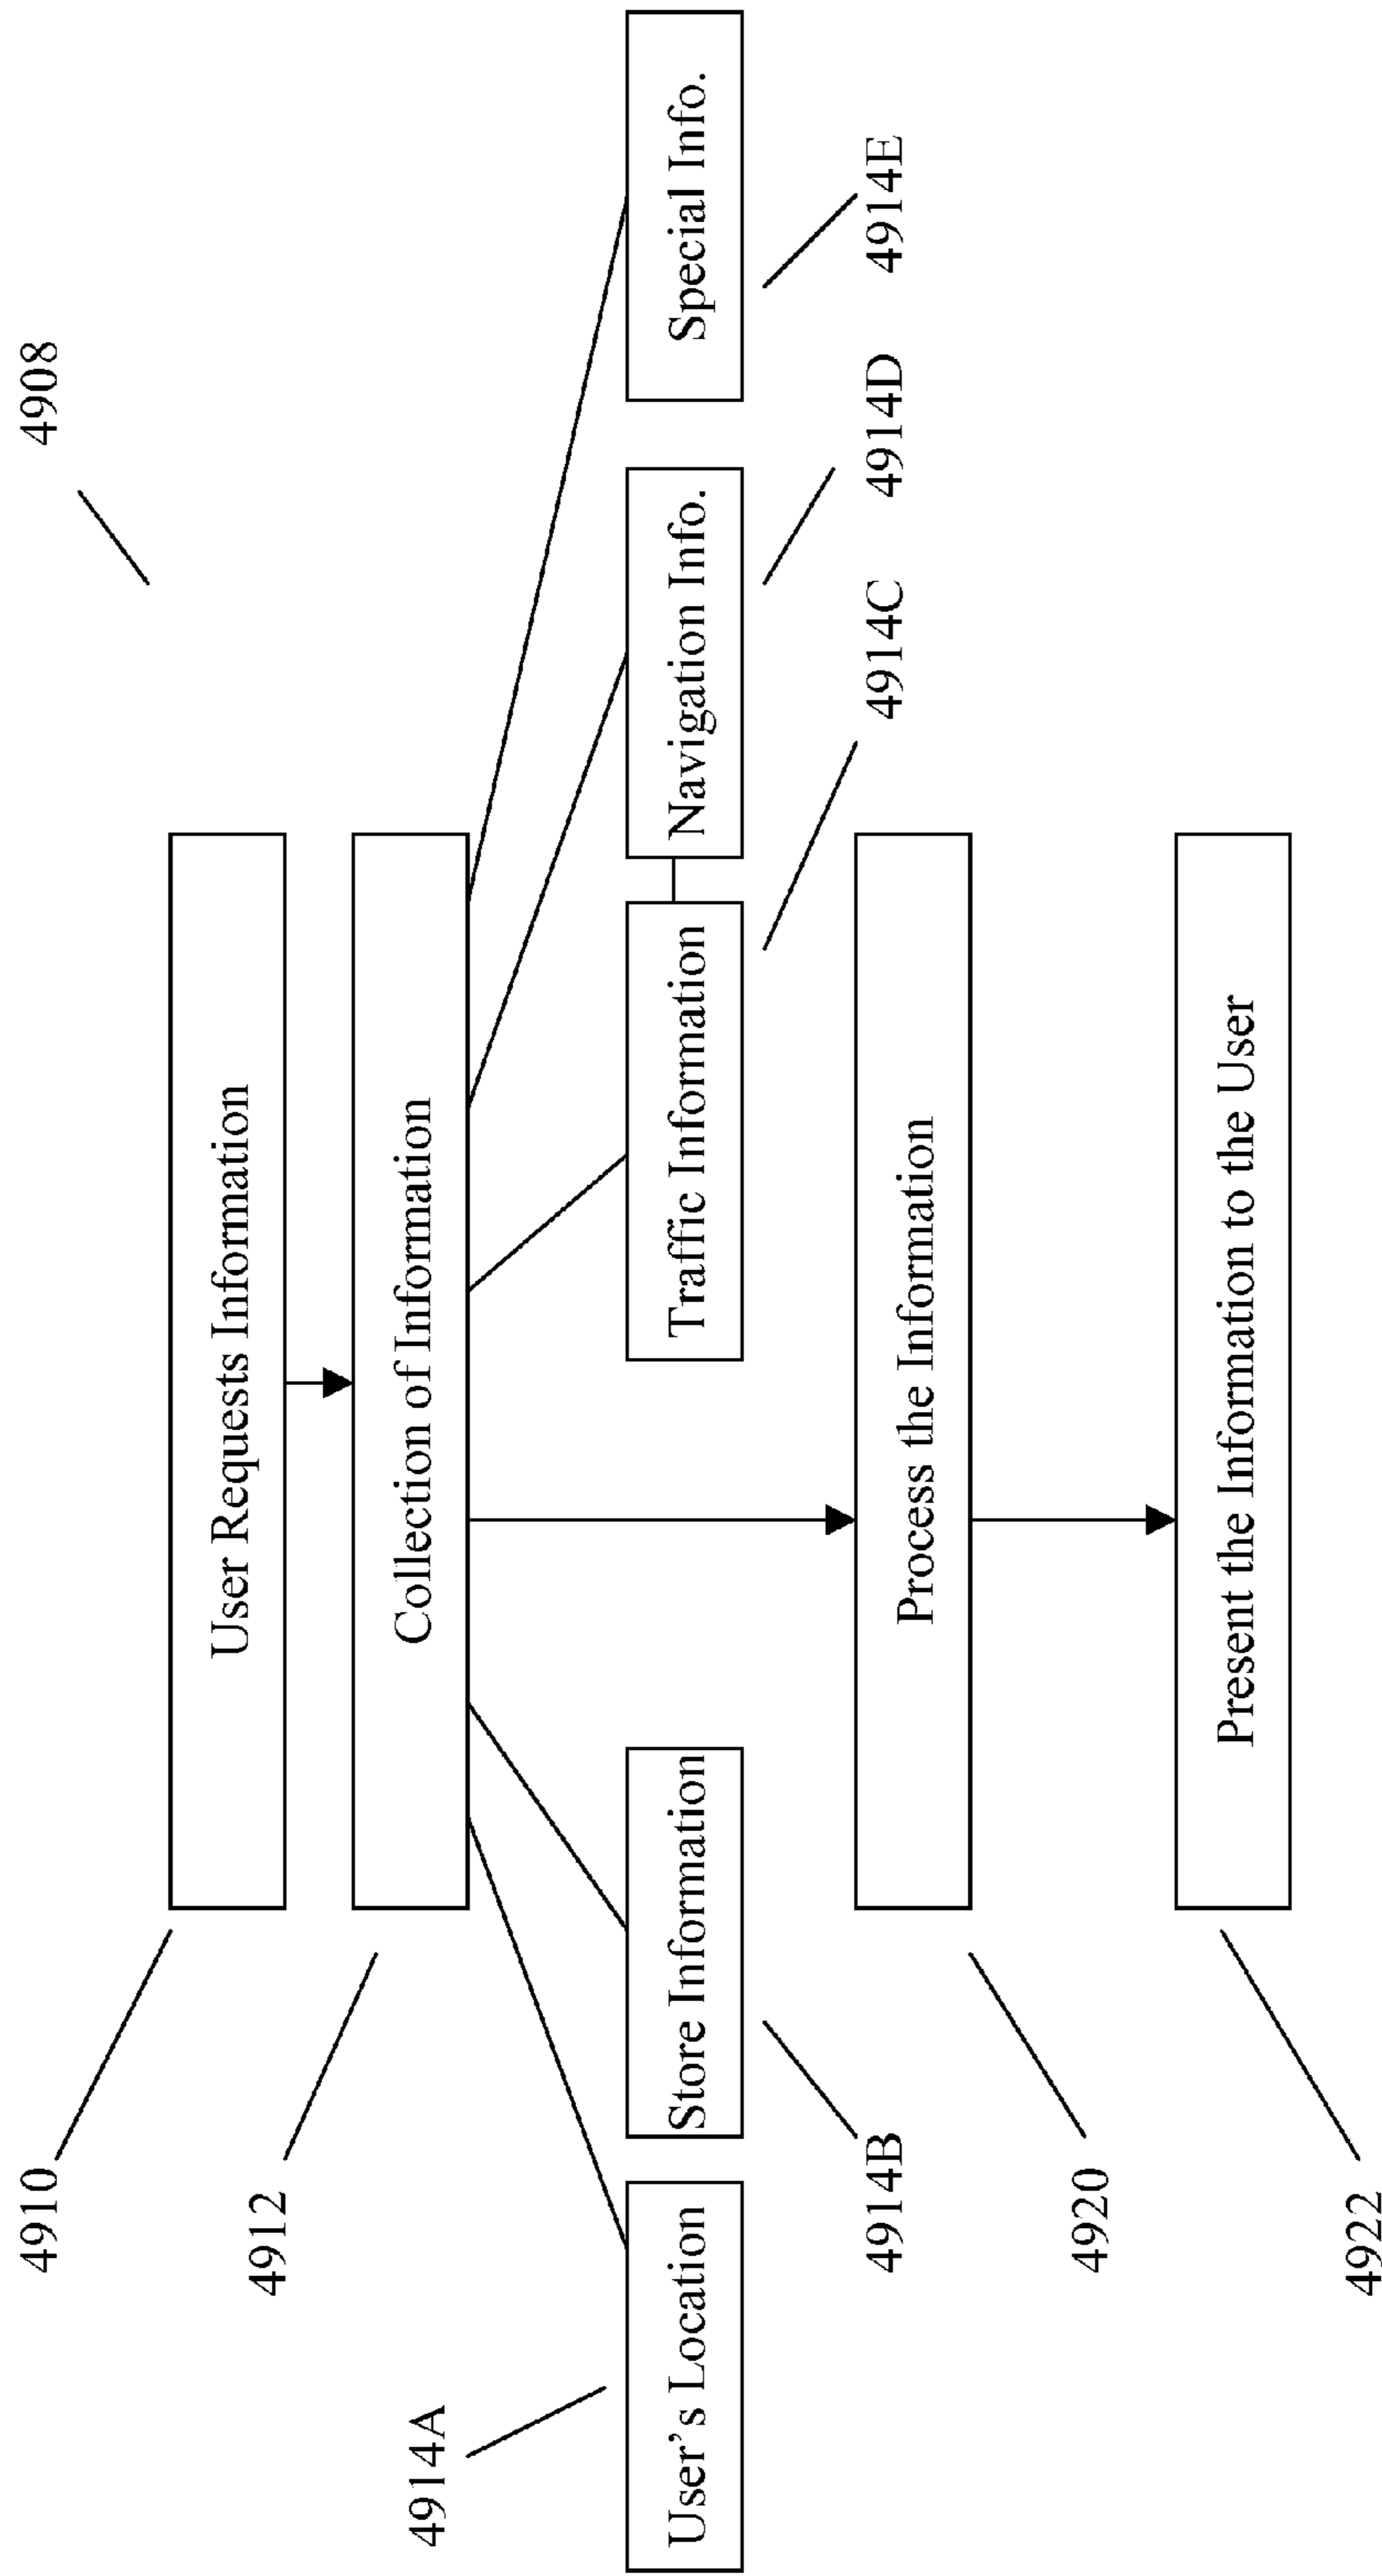 4908
4910
User Requests Information
4912
Collection of Information
4914A
User's Location
Store Information
Traffic Information
Navigation Info.
Special Info.
4914B
4914C
4914D
4914E
Process the Information
4920
Present the Information to the User
4922